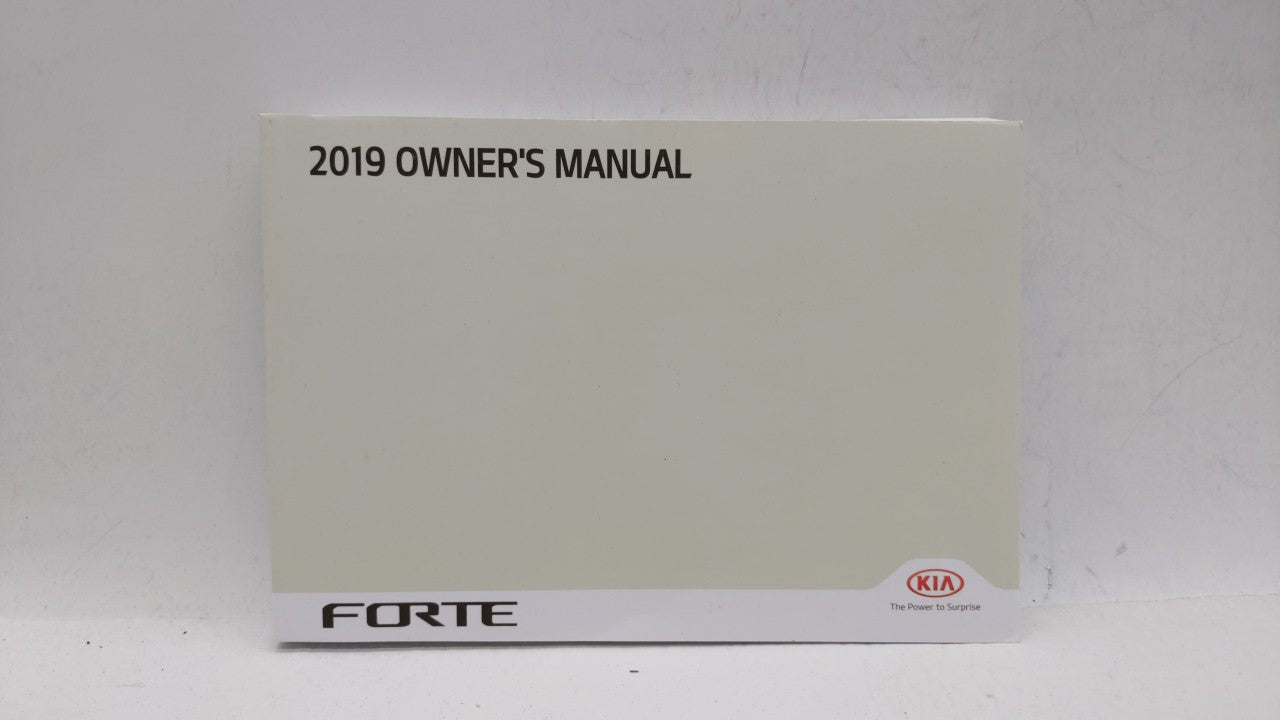 2019 OWNER'S MANUAL
FORTE
KIA
The Power to Surprise